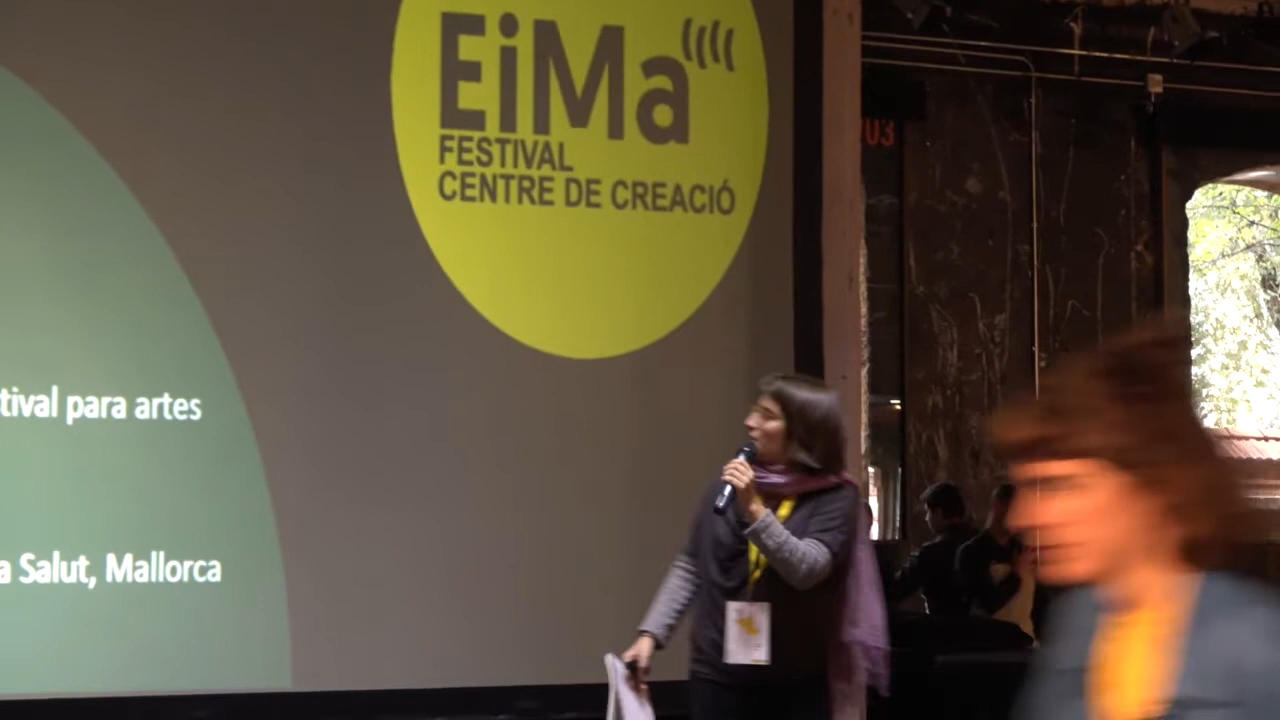 EiMa
FESTIVAL
CENTRE DE CREACIÓ
tival para artes
a Salut, Mallorca